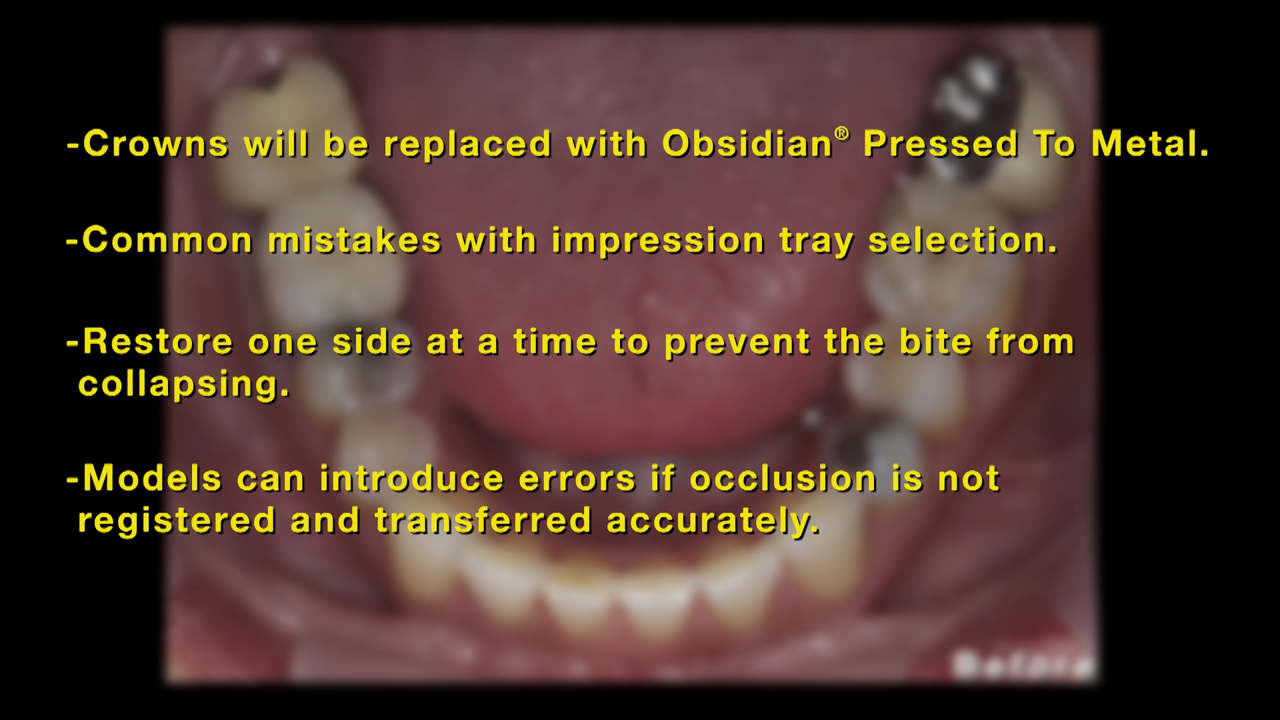 -Crowns will be replaced with Obsidian® Pressed To Metal.
-Common mistakes with impression tray selection.
-Restore one side at a time to prevent the bite from
collapsing.
-Models can introduce errors if occlusion is not
registered and transferred accurately.
Before